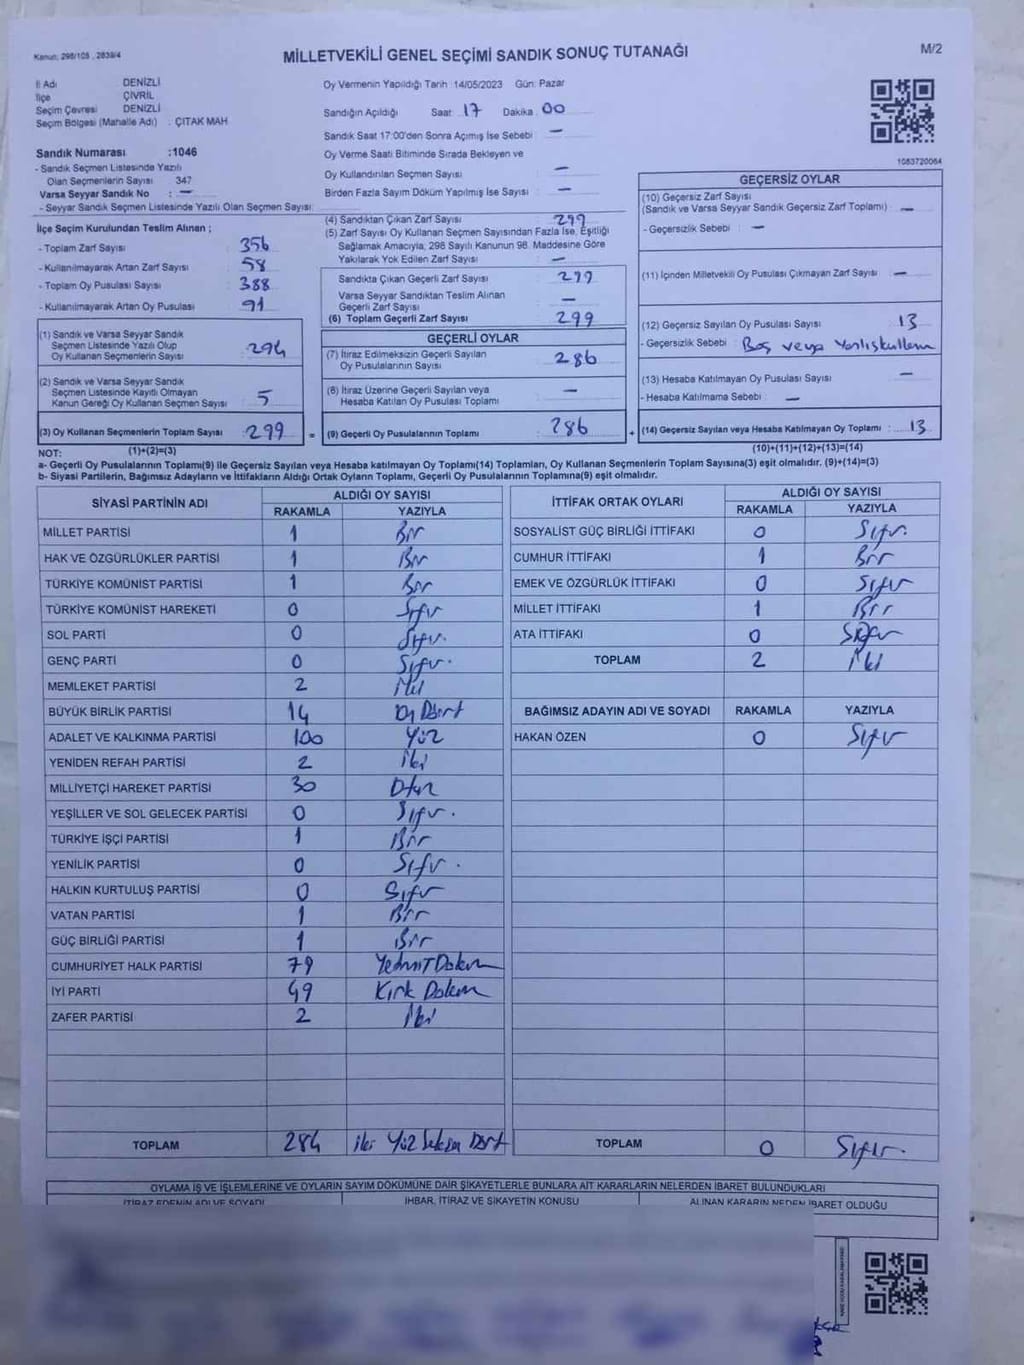 Kanun: 298/105 , 2839/4
MİLLETVEKİLİ GENEL SEÇİMİ SANDIK SONUÇ TUTANAĞI
M/2
İl Adı DENİZLİ
İlçe ÇİVRİL
Seçim Çevresi DENİZLİ
Seçim Bölgesi (Mahalle Adı) : ÇITAK MAH
Sandık Numarası :1046
- Sandık Seçmen Listesinde Yazılı
Olan Seçmenlerin Sayısı 347
Varsa Seyyar Sandık No : —
- Seyyar Sandık Seçmen Listesinde Yazılı Olan Seçmen Sayısı:
İlçe Seçim Kurulundan Teslim Alınan ;
- Toplam Zarf Sayısı 356
- Kullanılmayarak Artan Zarf Sayısı 58
- Toplam Oy Pusulası Sayısı 388
- Kullanılmayarak Artan Oy Pusulası 91
(1) Sandık ve Varsa Seyyar Sandık
Seçmen Listesinde Yazılı Olup
Oy Kullanan Seçmenlerin Sayısı 294
(2) Sandık ve Varsa Seyyar Sandık
Seçmen Listesinde Kayıtlı Olmayan
Kanun Gereği Oy Kullanan Seçmen Sayısı 5
(3) Oy Kullanan Seçmenlerin Toplam Sayısı 299 =
Oy Vermenin Yapıldığı Tarih 14/05/2023 Gün: Pazar
Sandığın Açıldığı Saat 17 Dakika 00
Sandık Saat 17:00'den Sonra Açımış İse Sebebi : —
Oy Verme Saati Bitiminde Sırada Bekleyen ve
Oy Kullandırılan Seçmen Sayısı : —
Birden Fazla Sayım Döküm Yapılmış İse Sayısı : —
(4) Sandıktan Çıkan Zarf Sayısı : 299
(5) Zarf Sayısı Oy Kullanan Seçmen Sayısından Fazla İse, Eşitliği
Sağlamak Amacıyla, 298 Sayılı Kanunun 98. Maddesine Göre
Yakılarak Yok Edilen Zarf Sayısı : —
Sandıkta Çıkan Geçerli Zarf Sayısı : 299
Varsa Seyyar Sandıktan Teslim Alınan
Geçerli Zarf Sayısı : —
(6) Toplam Geçerli Zarf Sayısı : 299
GEÇERLİ OYLAR
(7) İtiraz Edilmeksizin Geçerli Sayılan
Oy Pusulalarının Sayısı : 286
(8) İtiraz Üzerine Geçerli Sayılan veya
Hesaba Katılan Oy Pusulası Toplamı : —
(9) Geçerli Oy Pusulalarının Toplamı : 286 +
1083720064
GEÇERSİZ OYLAR
(10) Geçersiz Zarf Sayısı
(Sandık ve Varsa Seyyar Sandık Geçersiz Zarf Toplamı) : —
- Geçersizlik Sebebi : —
(11) İçinden Milletvekili Oy Pusulası Çıkmayan Zarf Sayısı : —
(12) Geçersiz Sayılan Oy Pusulası Sayısı : 13
- Geçersizlik Sebebi : Boş veya Yanlışkullanım
(13) Hesaba Katılmayan Oy Pusulası Sayısı : —
- Hesaba Katılmama Sebebi : —
(14) Geçersiz Sayılan veya Hesaba Katılmayan Oy Toplamı : 13
NOT: (1)+(2)=(3) (10)+(11)+(12)+(13)=(14)
a- Geçerli Oy Pusulalarının Toplamı(9) ile Geçersiz Sayılan veya Hesaba katılmayan Oy Toplamı(14) Toplamları, Oy Kullanan Seçmenlerin Toplam Sayısına(3) eşit olmalıdır. (9)+(14)=(3)
b- Siyasi Partilerin, Bağımsız Adayların ve İttifakların Aldığı Ortak Oyların Toplamı, Geçerli Oy Pusulalarının Toplamına(9) eşit olmalıdır.
SİYASİ PARTİNİN ADI ALDIĞI OY SAYISI
RAKAMLA YAZIYLA
MİLLET PARTİSİ 1 Bir
HAK VE ÖZGÜRLÜKLER PARTİSİ 1 Bir
TÜRKİYE KOMÜNİST PARTİSİ 1 Bir
TÜRKİYE KOMÜNİST HAREKETİ 0 Sıfır
SOL PARTİ 0 Sıfır.
GENÇ PARTİ 0 Sıfır.
MEMLEKET PARTİSİ 2 İki
BÜYÜK BİRLİK PARTİSİ 14 On Dört
ADALET VE KALKINMA PARTİSİ 100 Yüz
YENİDEN REFAH PARTİSİ 2 İki
MİLLİYETÇİ HAREKET PARTİSİ 30 Otuz
YEŞİLLER VE SOL GELECEK PARTİSİ 0 Sıfır.
TÜRKİYE İŞÇİ PARTİSİ 1 Bir
YENİLİK PARTİSİ 0 Sıfır.
HALKIN KURTULUŞ PARTİSİ 0 Sıfır
VATAN PARTİSİ 1 Bir
GÜÇ BİRLİĞİ PARTİSİ 1 Bir
CUMHURİYET HALK PARTİSİ 79 Yetmiş Dokuz
İYİ PARTİ 49 Kırk Dokuz
ZAFER PARTİSİ 2 İki
TOPLAM 284 İki Yüz Seksen Dört
İTTİFAK ORTAK OYLARI ALDIĞI OY SAYISI
RAKAMLA YAZIYLA
SOSYALİST GÜÇ BİRLİĞİ İTTİFAKI 0 Sıfır.
CUMHUR İTTİFAKI 1 Bir
EMEK VE ÖZGÜRLÜK İTTİFAKI 0 Sıfır
MİLLET İTTİFAKI 1 Bir
ATA İTTİFAKI 0 Sıfır
TOPLAM 2 İki
BAĞIMSIZ ADAYIN ADI VE SOYADI RAKAMLA YAZIYLA
HAKAN ÖZEN 0 Sıfır
TOPLAM 0 Sıfır.
OYLAMA İŞ VE İŞLEMLERİNE VE OYLARIN SAYIM DÖKÜMÜNE DAİR ŞİKAYETLERLE BUNLARA AİT KARARLARIN NELERDEN İBARET BULUNDUKLARI
İTİRAZ EDENİN ADI VE SOYADI İHBAR, İTİRAZ VE ŞİKAYETİN KONUSU ALINAN KARARIN NEDEN İBARET OLDUĞU